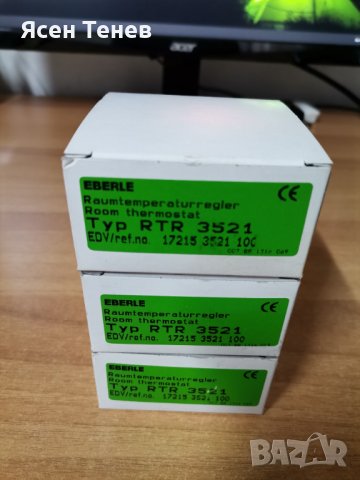 Ясен Тенев
acer
EBERLE
Raumtemperaturregler
Room thermostat
Typ RTR 3521
EDV/ref.no. 17215 3521 100
EBERLE
Raumtemperaturregler
Room thermostat
Typ RTR 3521
EDV/ref.no. 17215 3521 100
EBERLE
Raumtemperaturregler
Room thermostat
Typ RTR 3521
EDV/ref.no. 17215 3521 100
BAZAR